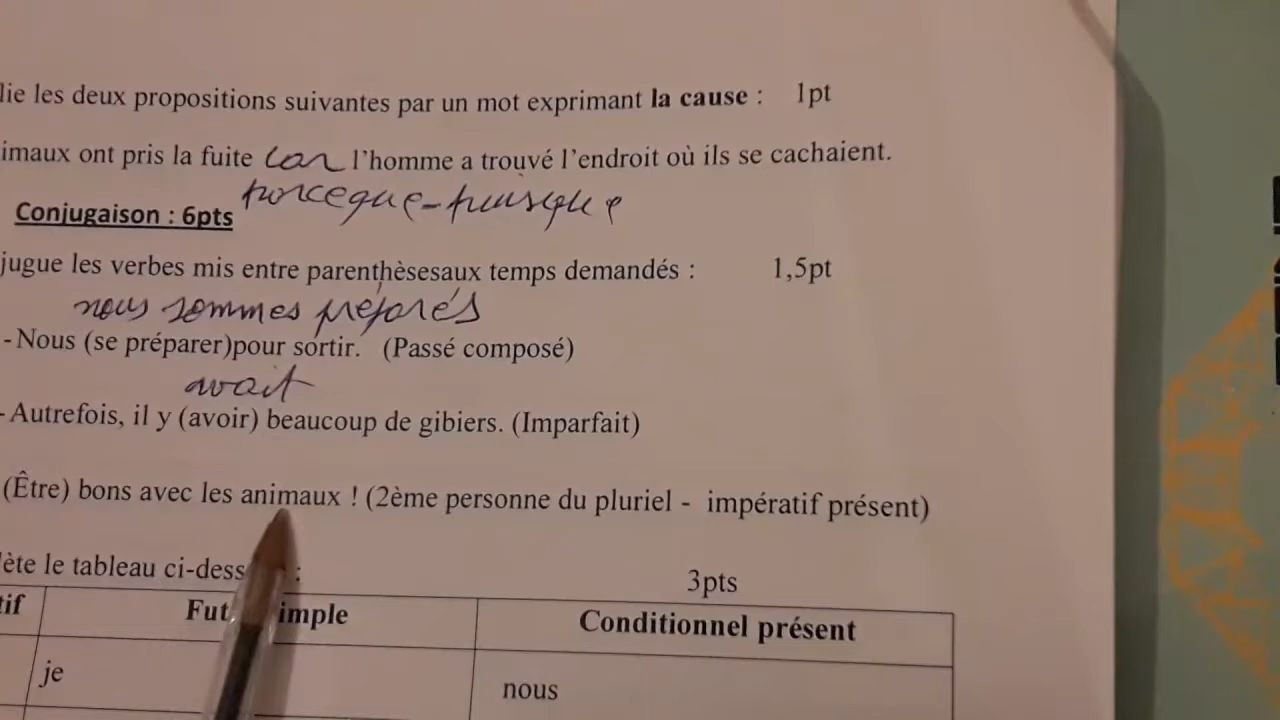 lie les deux propositions suivantes par un mot exprimant la cause : 1pt
imaux ont pris la fuite car l'homme a trouvé l'endroit où ils se cachaient.
parceque - puisque
Conjugaison : 6pts
jugue les verbes mis entre parenthèsesaux temps demandés : 1,5pt
nous sommes préparés
- Nous (se préparer)pour sortir. (Passé composé)
avait
- Autrefois, il y (avoir) beaucoup de gibiers. (Imparfait)
(Être) bons avec les animaux ! (2ème personne du pluriel - impératif présent)
lète le tableau ci-dess :
3pts
tif Fut imple Conditionnel présent
je nous